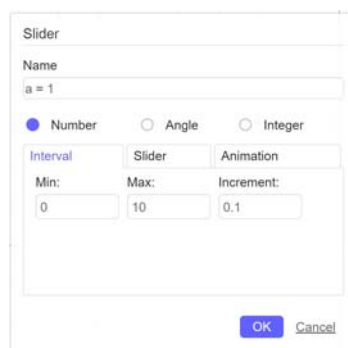 Slider
Name
a = 1
Number Angle Integer
Interval Slider Animation
Min: Max: Increment:
0 10 0.1
OK Cancel